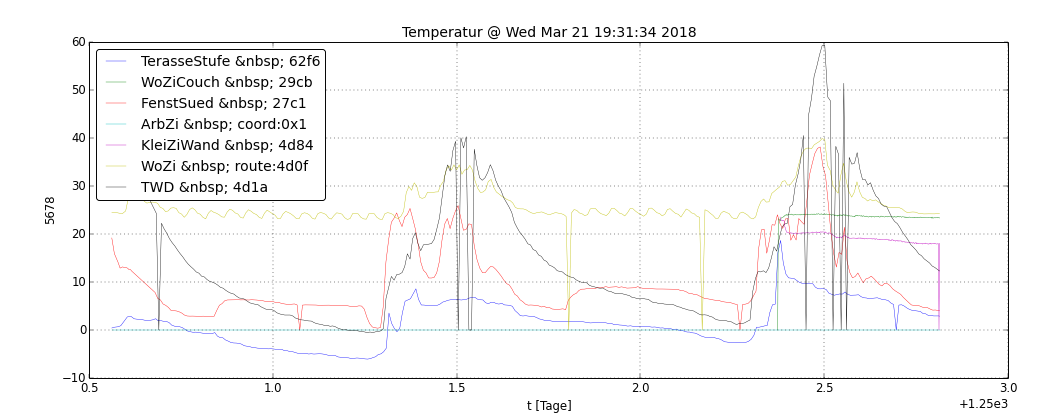 Temperatur @ Wed Mar 21 19:31:34 2018
60
50
40
30
20
10
0
−10
5678
TerasseStufe &nbsp; 62f6
WoZiCouch &nbsp; 29cb
FenstSued &nbsp; 27c1
ArbZi &nbsp; coord:0x1
KleiZiWand &nbsp; 4d84
WoZi &nbsp; route:4d0f
TWD &nbsp; 4d1a
0.5 1.0 1.5 2.0 2.5 3.0
+1.25e3
t [Tage]